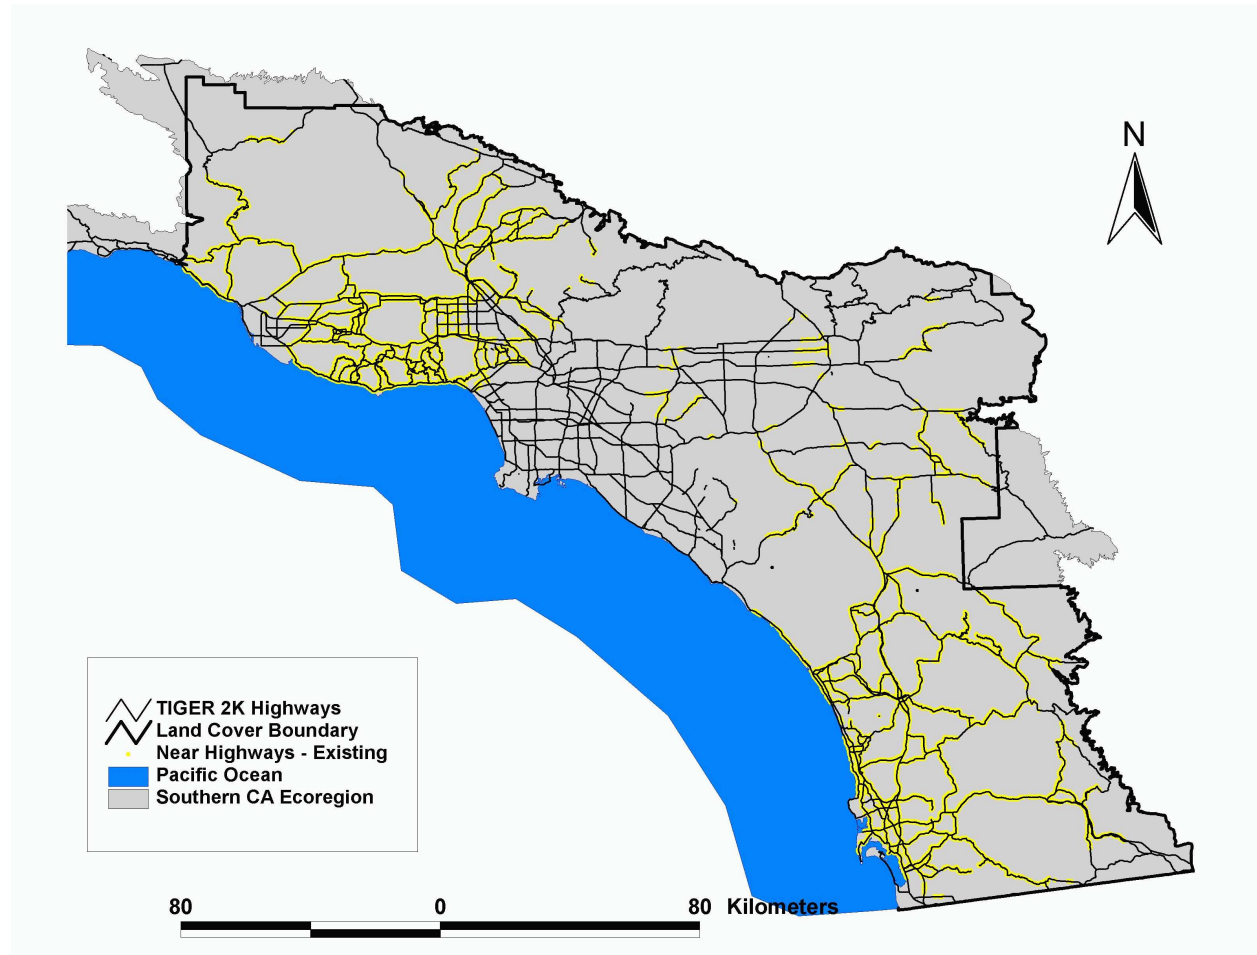 N
TIGER 2K Highways
Land Cover Boundary
Near Highways - Existing
Pacific Ocean
Southern CA Ecoregion
80 0 80 Kilometers